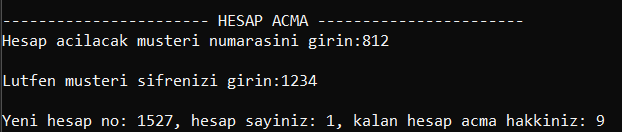 ----------------------- HESAP ACMA -----------------------
Hesap acilacak musteri numarasini girin:812
Lutfen musteri sifrenizi girin:1234
Yeni hesap no: 1527, hesap sayiniz: 1, kalan hesap acma hakkiniz: 9